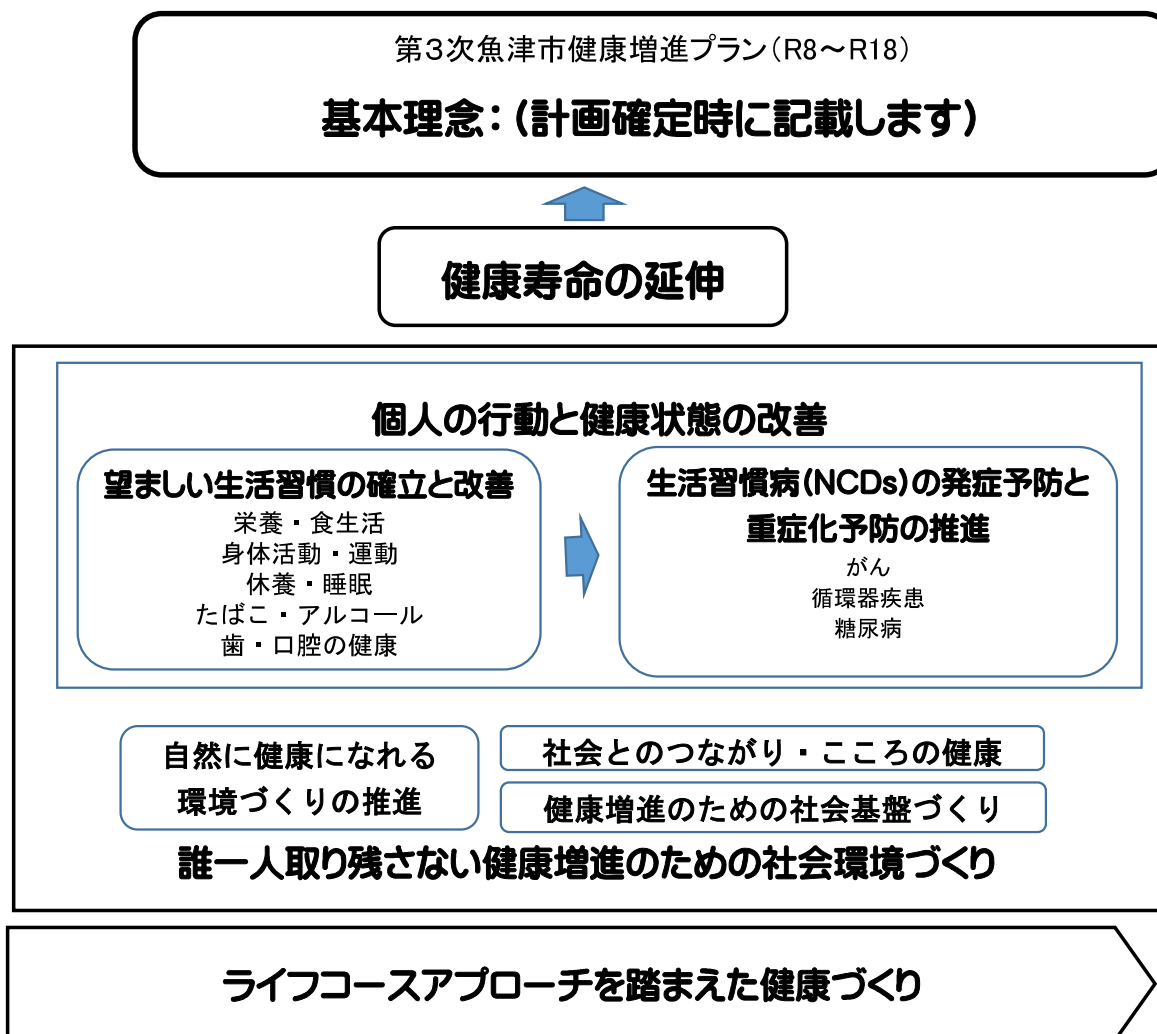 第3次魚津市健康増進プラン(R8～R18)
基本理念：(計画確定時に記載します)
健康寿命の延伸
個人の行動と健康状態の改善
望ましい生活習慣の確立と改善
栄養・食生活
身体活動・運動
休養・睡眠
たばこ・アルコール
歯・口腔の健康
生活習慣病(NCDs)の発症予防と
重症化予防の推進
がん
循環器疾患
糖尿病
自然に健康になれる
環境づくりの推進
社会とのつながり・こころの健康
健康増進のための社会基盤づくり
誰一人取り残さない健康増進のための社会環境づくり
ライフコースアプローチを踏まえた健康づくり